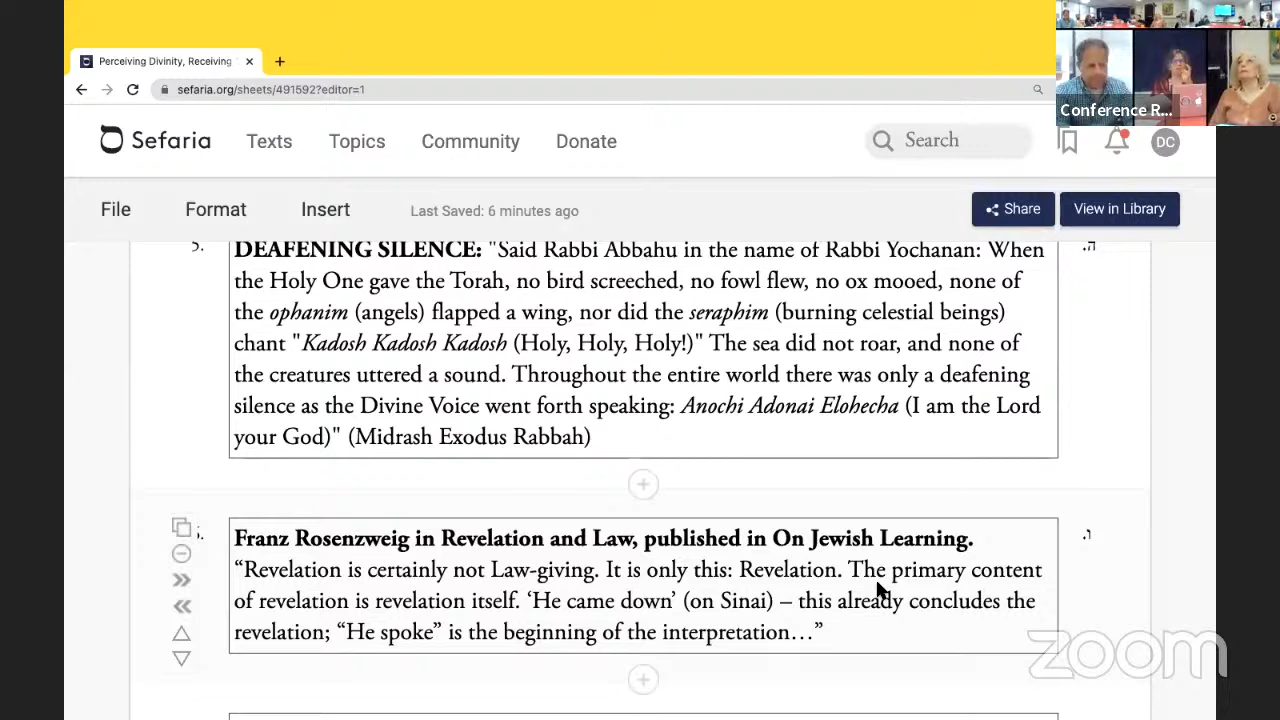 Perceiving Divinity, Receiving
sefaria.org/sheets/491592?editor=1
Conference R...
Sefaria
Texts
Topics
Community
Donate
Search
DC
File
Format
Insert
Last Saved: 6 minutes ago
Share
View in Library
DEAFENING SILENCE: "Said Rabbi Abbahu in the name of Rabbi Yochanan: When
the Holy One gave the Torah, no bird screeched, no fowl flew, no ox mooed, none of
the ophanim (angels) flapped a wing, nor did the seraphim (burning celestial beings)
chant "Kadosh Kadosh Kadosh (Holy, Holy, Holy!)" The sea did not roar, and none of
the creatures uttered a sound. Throughout the entire world there was only a deafening
silence as the Divine Voice went forth speaking: Anochi Adonai Elohecha (I am the Lord
your God)" (Midrash Exodus Rabbah)
Franz Rosenzweig in Revelation and Law, published in On Jewish Learning.
“Revelation is certainly not Law-giving. It is only this: Revelation. The primary content
of revelation is revelation itself. ‘He came down’ (on Sinai) – this already concludes the
revelation; “He spoke” is the beginning of the interpretation…”
zoom